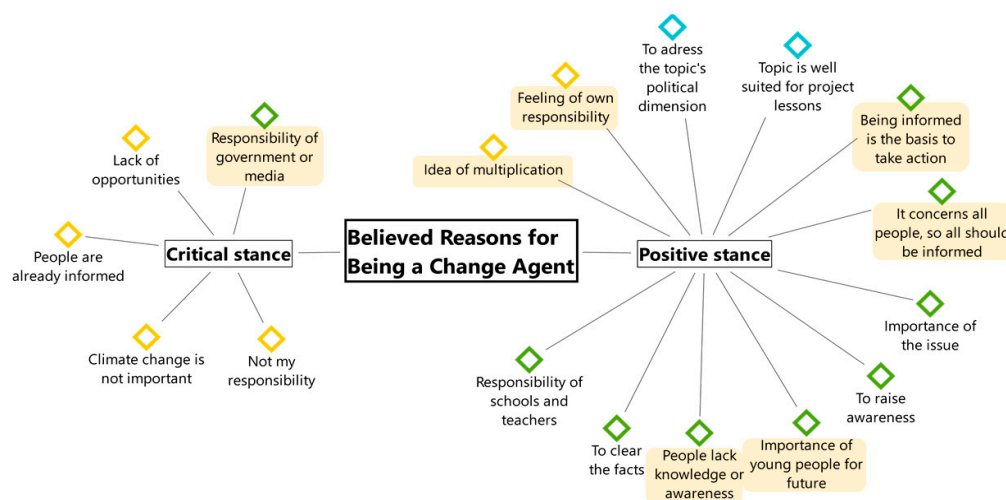 To adress
the topic's
political
dimension
Topic is well
suited for project
lessons
Feeling of own
responsibility
Being informed
is the basis to
take action
Responsibility of
government or
media
Lack of
opportunities
Idea of multiplication
It concerns all
people, so all should
be informed
People are
already informed
Critical stance
Believed Reasons for
Being a Change Agent
Positive stance
Importance of
the issue
Climate change is
not important
Not my
responsibility
Responsibility of
schools and
teachers
To raise
awareness
To clear
the facts
People lack
knowledge or
awareness
Importance of
young people for
future